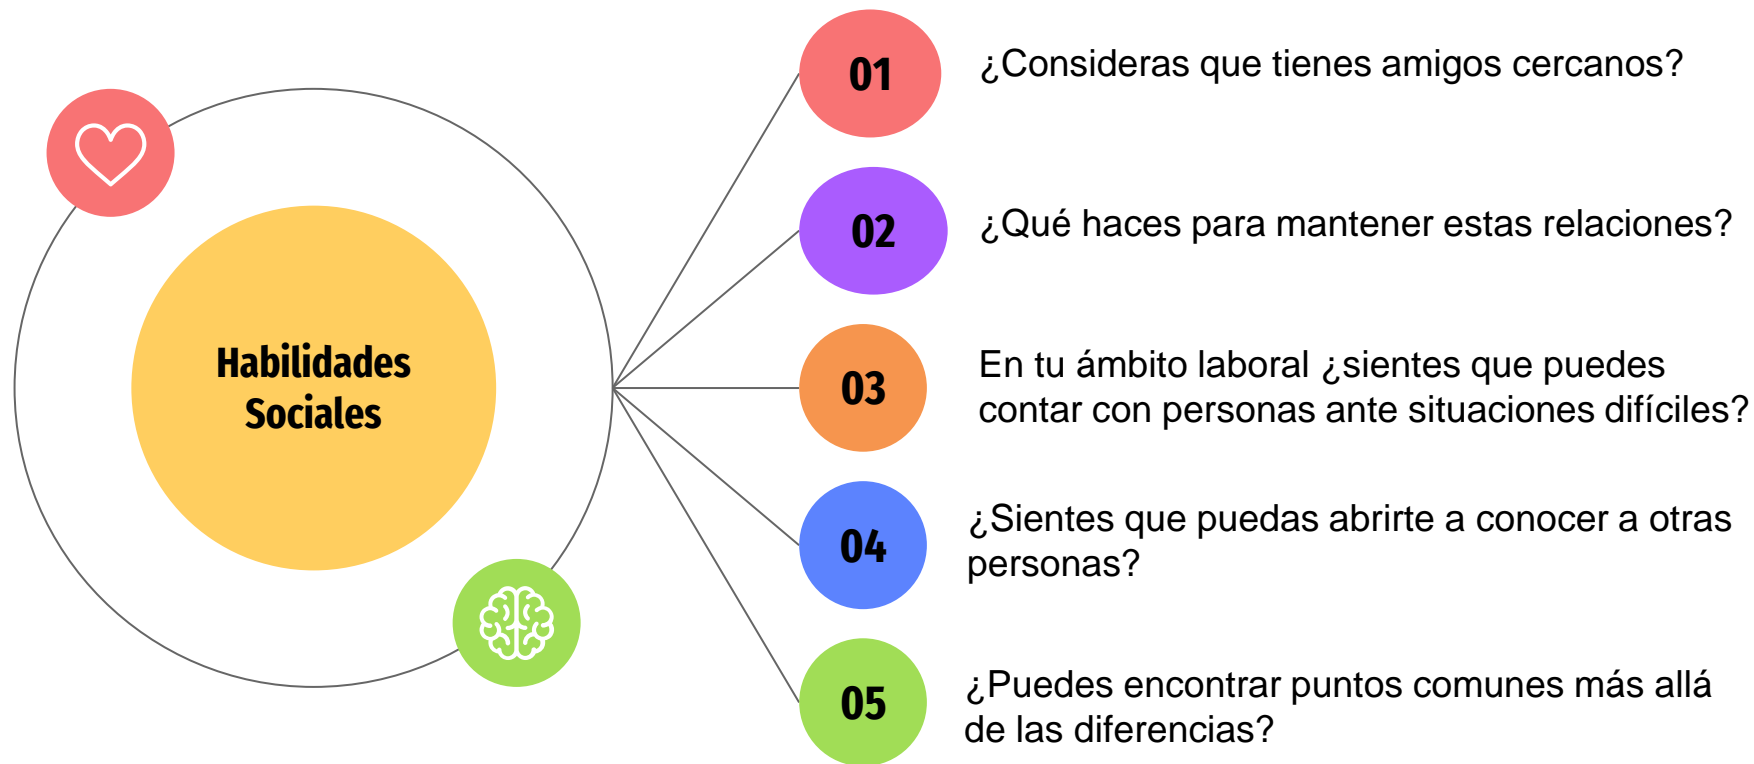 Habilidades
Sociales
01
¿Consideras que tienes amigos cercanos?
02
¿Qué haces para mantener estas relaciones?
03
En tu ámbito laboral ¿sientes que puedes
contar con personas ante situaciones difíciles?
04
¿Sientes que puedas abrirte a conocer a otras
personas?
05
¿Puedes encontrar puntos comunes más allá
de las diferencias?